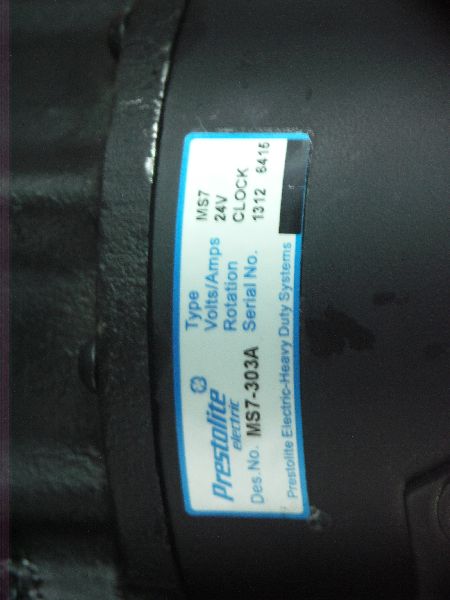 Prestolite
electric
Type MS7
Volts/Amps 24V
Rotation CLOCK
Des.No. MS7-303A Serial No. 1312 6415
Prestolite Electric-Heavy Duty Systems